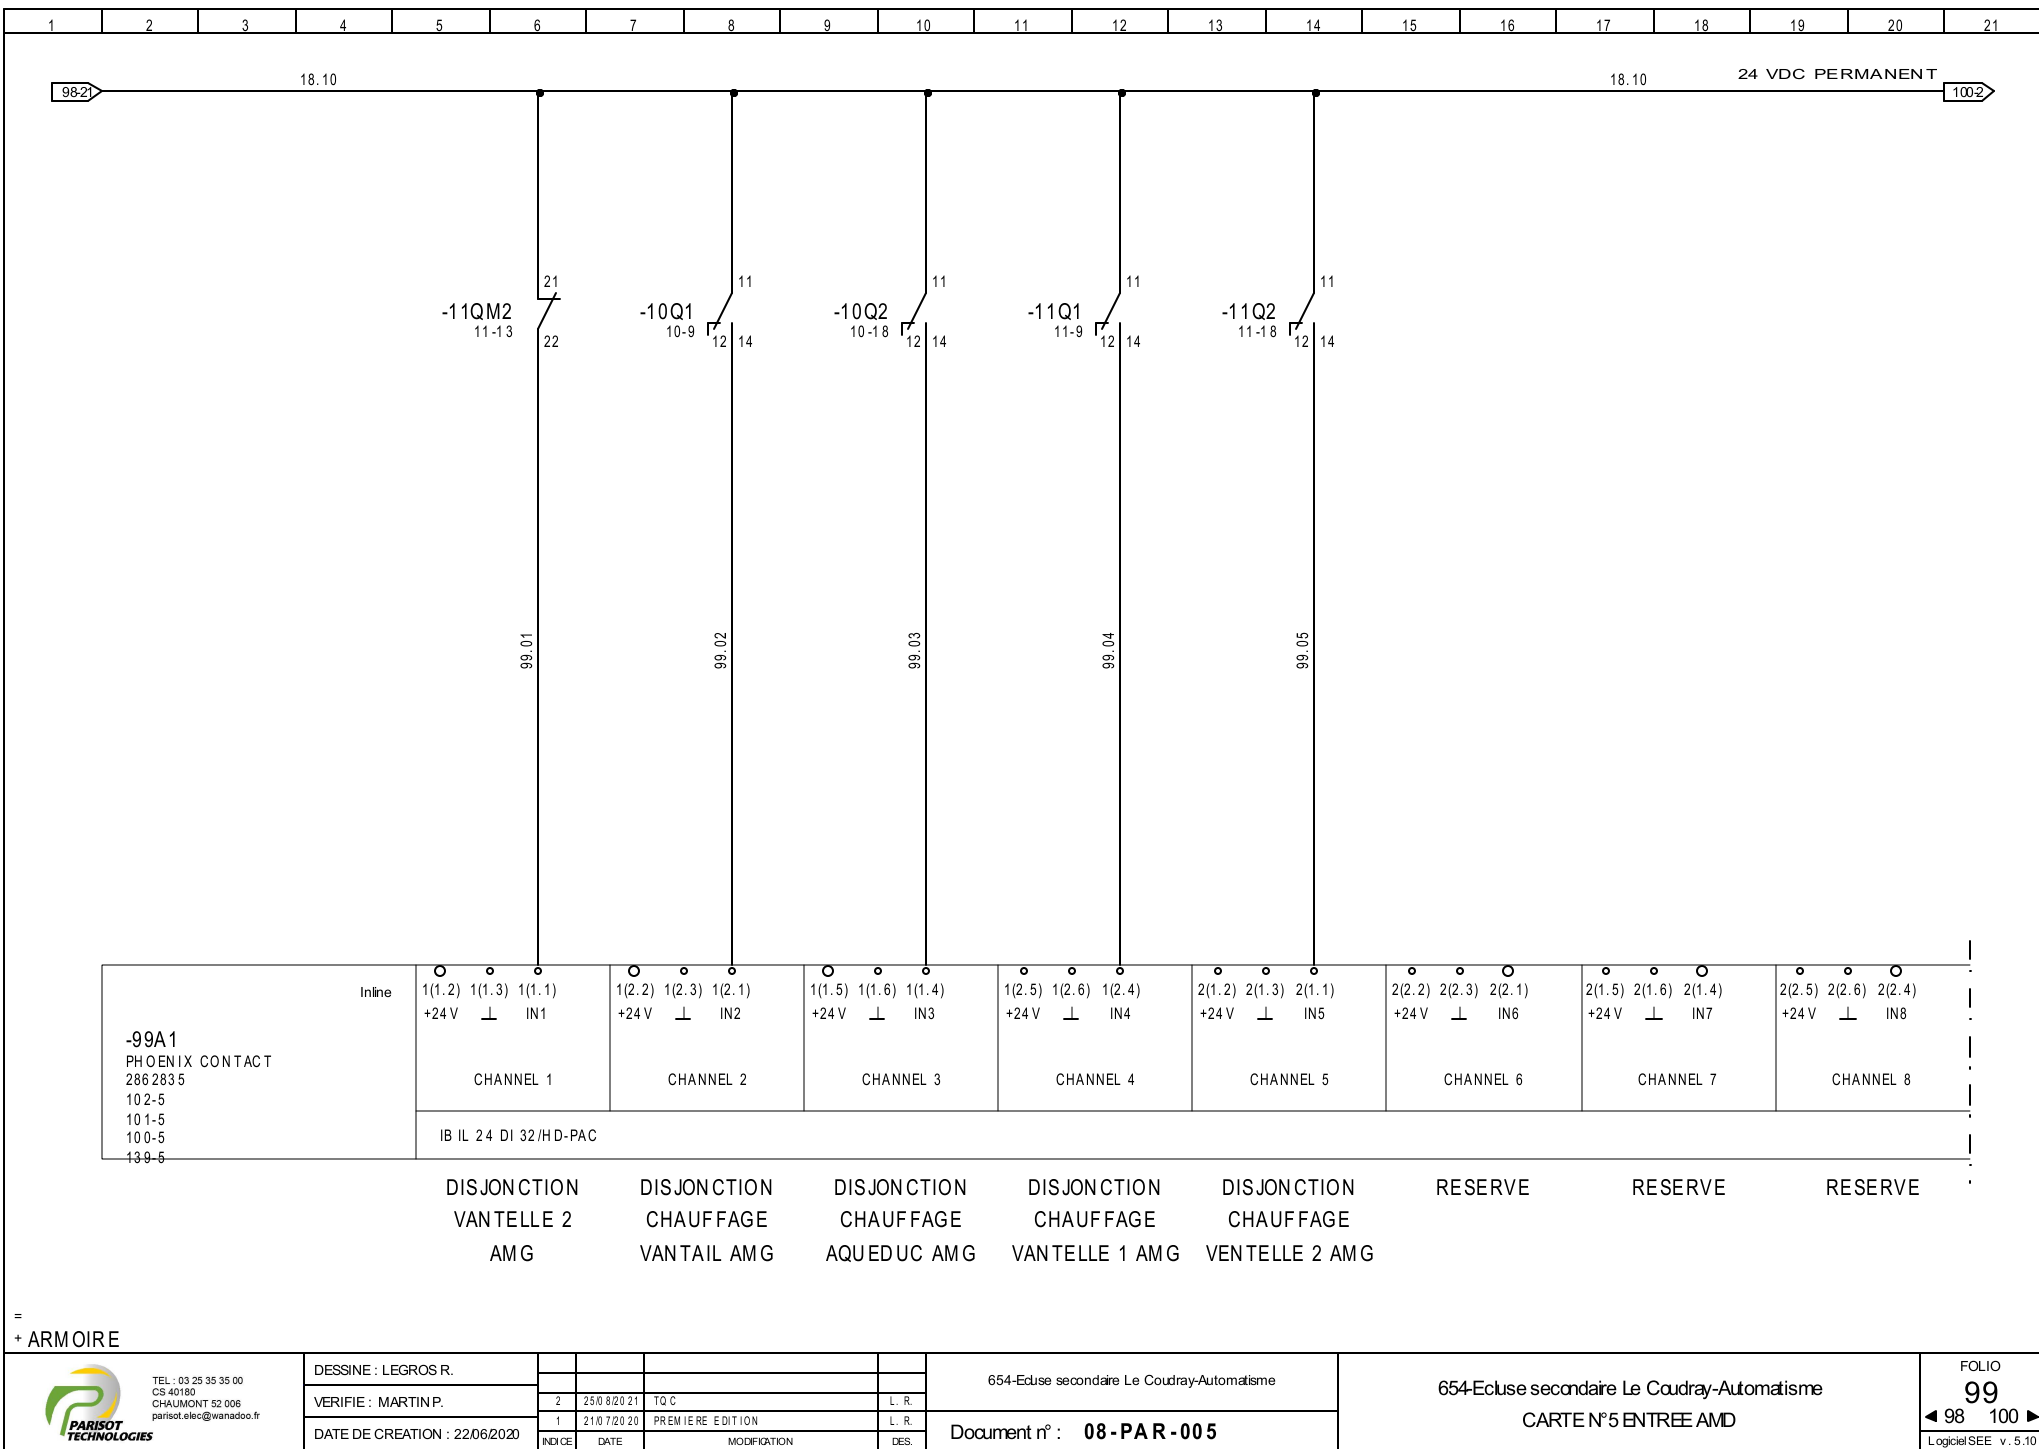 1 2 3 4 5 6 7 8 9 10 11 12 13 14 15 16 17 18 19 20 21
98-21 18.10 18.10 24 VDC PERMANENT 100-2
21 11 11 11 11
-11QM2 -10Q1 -10Q2 -11Q1 -11Q2
11-13 10-9 10-18 11-9 11-18
22 12 14 12 14 12 14 12 14
99.01 99.02 99.03 99.04 99.05
Inline 1(1.2) 1(1.3) 1(1.1) 1(2.2) 1(2.3) 1(2.1) 1(1.5) 1(1.6) 1(1.4) 1(2.5) 1(2.6) 1(2.4) 2(1.2) 2(1.3) 2(1.1) 2(2.2) 2(2.3) 2(2.1) 2(1.5) 2(1.6) 2(1.4) 2(2.5) 2(2.6) 2(2.4)
+24V IN1 +24V IN2 +24V IN3 +24V IN4 +24V IN5 +24V IN6 +24V IN7 +24V IN8
-99A1
PHOENIX CONTACT
2862835
102-5
101-5
100-5
139-5
CHANNEL 1 CHANNEL 2 CHANNEL 3 CHANNEL 4 CHANNEL 5 CHANNEL 6 CHANNEL 7 CHANNEL 8
IB IL 24 DI 32/HD-PAC
DISJONCTION DISJONCTION DISJONCTION DISJONCTION DISJONCTION RESERVE RESERVE RESERVE
VANTELLE 2 CHAUFFAGE CHAUFFAGE CHAUFFAGE CHAUFFAGE
AMG VANTAIL AMG AQUEDUC AMG VANTELLE 1 AMG VENTELLE 2 AMG
=
+ ARMOIRE
PARISOT
TECHNOLOGIES
TEL : 03 25 35 35 00
CS 40180
CHAUMONT 52 006
parisot.elec@wanadoo.fr
DESSINE : LEGROS R.
VERIFIE : MARTIN P.
DATE DE CREATION : 22/06/2020
2 25/08/2021 TQC L. R.
1 21/07/2020 PREMIERE EDITION L. R.
INDICE DATE MODIFICATION DES.
654-Ecluse secondaire Le Coudray-Automatisme
Document n° : 08-PAR-005
654-Ecluse secondaire Le Coudray-Automatisme
CARTE N°5 ENTREE AMD
FOLIO
99
◄ 98 100 ►
Logiciel SEE v. 5.10